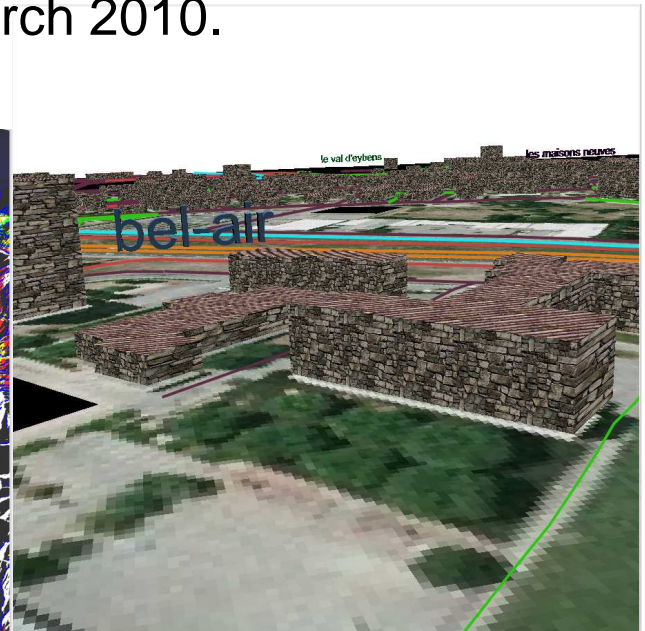 rch 2010.
le val d'eybens
les maisons neuves
bel-air